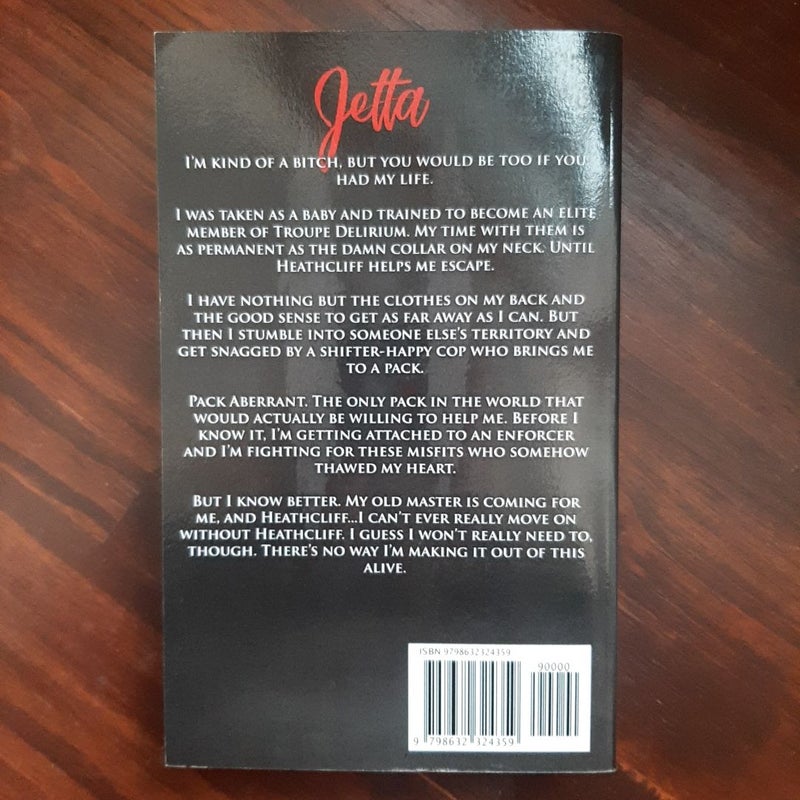 Jetta
I'M KIND OF A BITCH, BUT YOU WOULD BE TOO IF YOU
HAD MY LIFE.
I WAS TAKEN AS A BABY AND TRAINED TO BECOME AN ELITE
MEMBER OF TROUPE DELIRIUM. MY TIME WITH THEM IS
AS PERMANENT AS THE DAMN COLLAR ON MY NECK. UNTIL
HEATHCLIFF HELPS ME ESCAPE.
I HAVE NOTHING BUT THE CLOTHES ON MY BACK AND
THE GOOD SENSE TO GET AS FAR AWAY AS I CAN. BUT
THEN I STUMBLE INTO SOMEONE ELSE'S TERRITORY AND
GET SNAGGED BY A SHIFTER-HAPPY COP WHO BRINGS ME
TO A PACK.
PACK ABERRANT. THE ONLY PACK IN THE WORLD THAT
WOULD ACTUALLY BE WILLING TO HELP ME. BEFORE I
KNOW IT, I'M GETTING ATTACHED TO AN ENFORCER
AND I'M FIGHTING FOR THESE MISFITS WHO SOMEHOW
THAWED MY HEART.
BUT I KNOW BETTER. MY OLD MASTER IS COMING FOR
ME, AND HEATHCLIFF...I CAN'T EVER REALLY MOVE ON
WITHOUT HEATHCLIFF. I GUESS I WON'T REALLY NEED TO,
THOUGH. THERE'S NO WAY I'M MAKING IT OUT OF THIS
ALIVE.
ISBN 9798632324359
90000
9 798632 324359